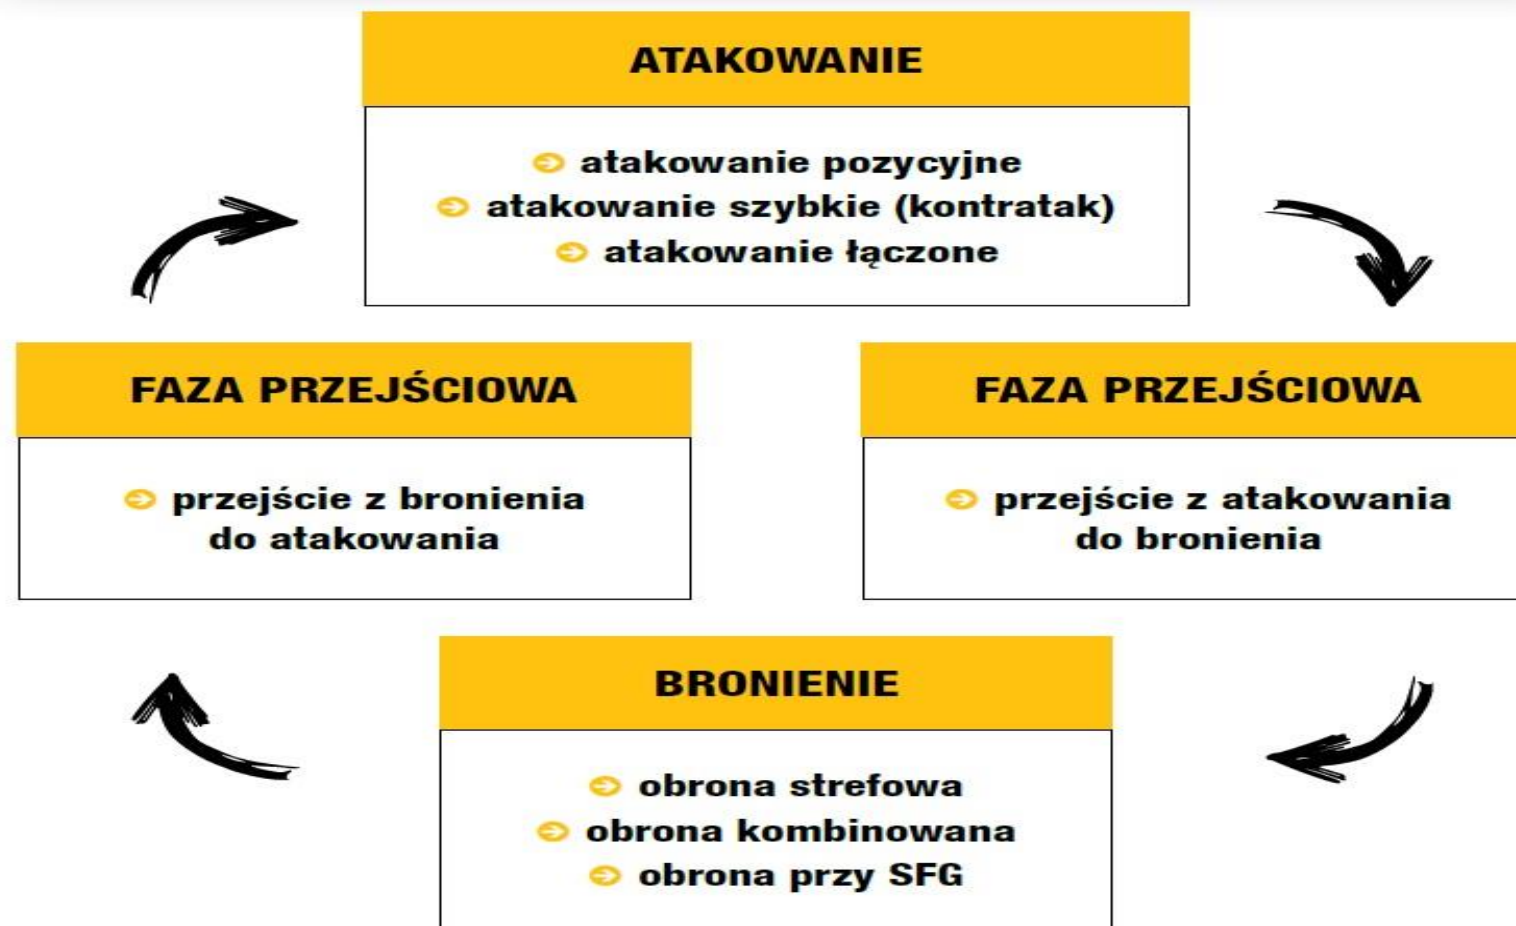 ATAKOWANIE
atakowanie pozycyjne
atakowanie szybkie (kontratak)
atakowanie łączone
FAZA PRZEJŚCIOWA
przejście z bronienia
do atakowania
FAZA PRZEJŚCIOWA
przejście z atakowania
do bronienia
BRONIENIE
obrona strefowa
obrona kombinowana
obrona przy SFG